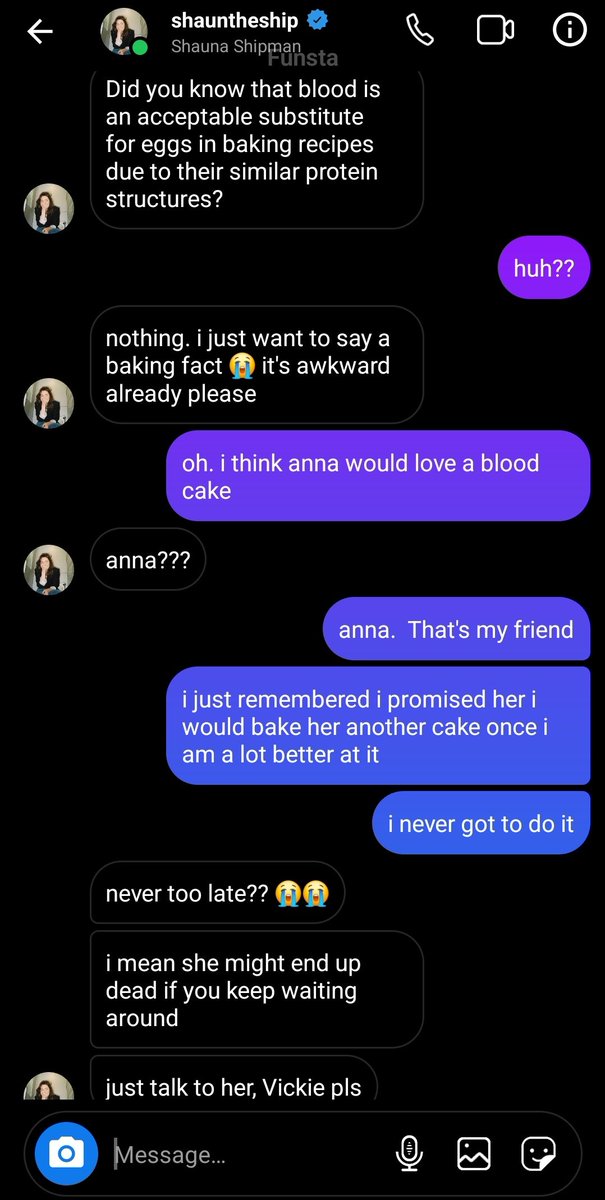 shauntheship
Shauna Shipman
Funsta
Did you know that blood is
an acceptable substitute
for eggs in baking recipes
due to their similar protein
structures?
huh??
nothing. i just want to say a
baking fact 😭 it's awkward
already please
oh. i think anna would love a blood
cake
anna???
anna.  That's my friend
i just remembered i promised her i
would bake her another cake once i
am a lot better at it
i never got to do it
never too late?? 😭😭
i mean she might end up
dead if you keep waiting
around
just talk to her, Vickie pls
Message...